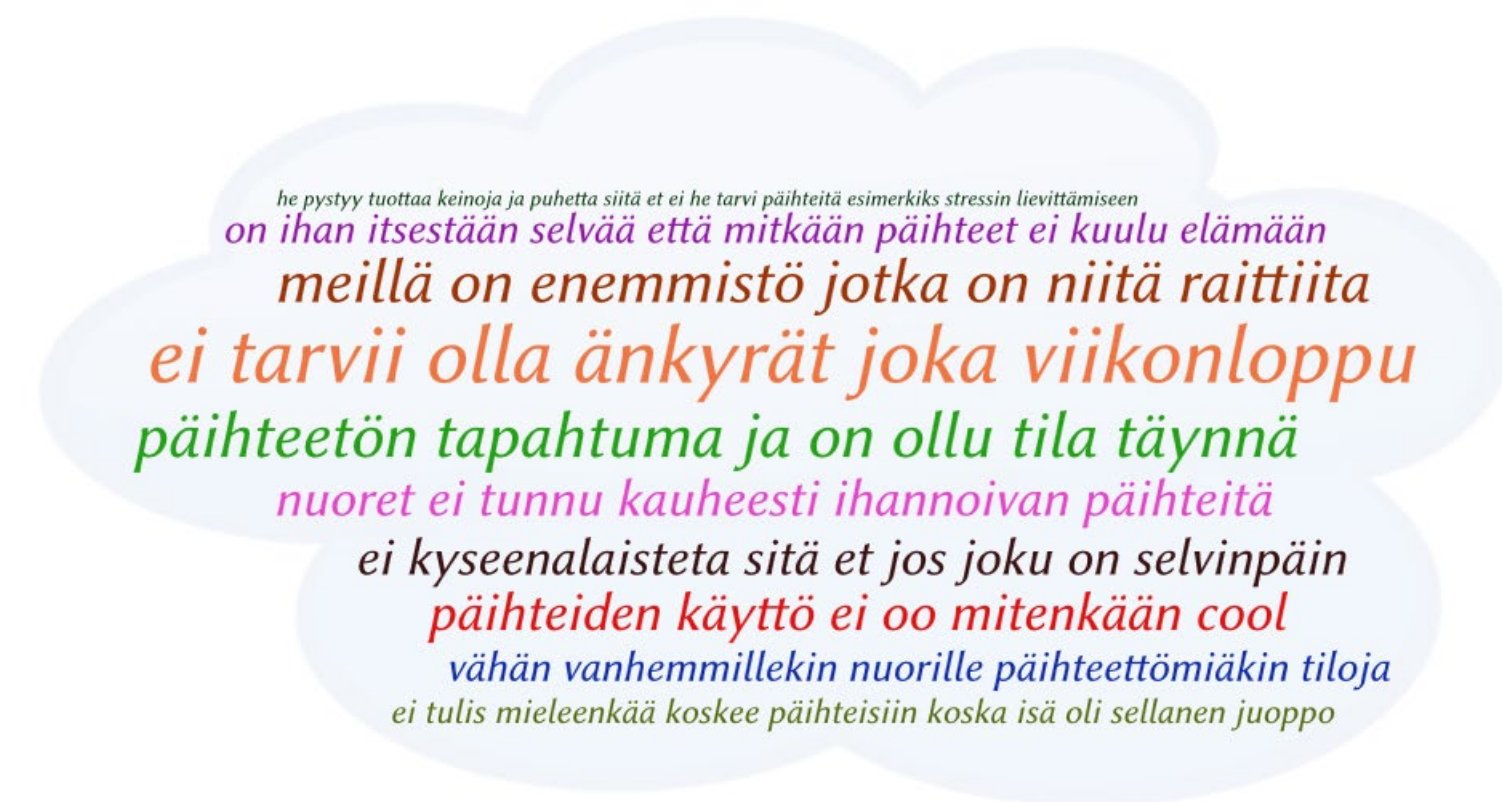 he pystyy tuottaa keinoja ja puhetta siitä et ei he tarvi päihteitä esimerkiks stressin lievittämiseen
on ihan itsestään selvää että mitkään päihteet ei kuulu elämään
meillä on enemmistö jotka on niitä raittiita
ei tarvii olla änkyrät joka viikonloppu
päihteetön tapahtuma ja on ollu tila täynnä
nuoret ei tunnu kauheesti ihannoivan päihteitä
ei kyseenalaisteta sitä et jos joku on selvinpäin
päihteiden käyttö ei oo mitenkään cool
vähän vanhemmillekin nuorille päihteettömiäkin tiloja
ei tulis mieleenkää koskee päihteisiin koska isä oli sellanen juoppo